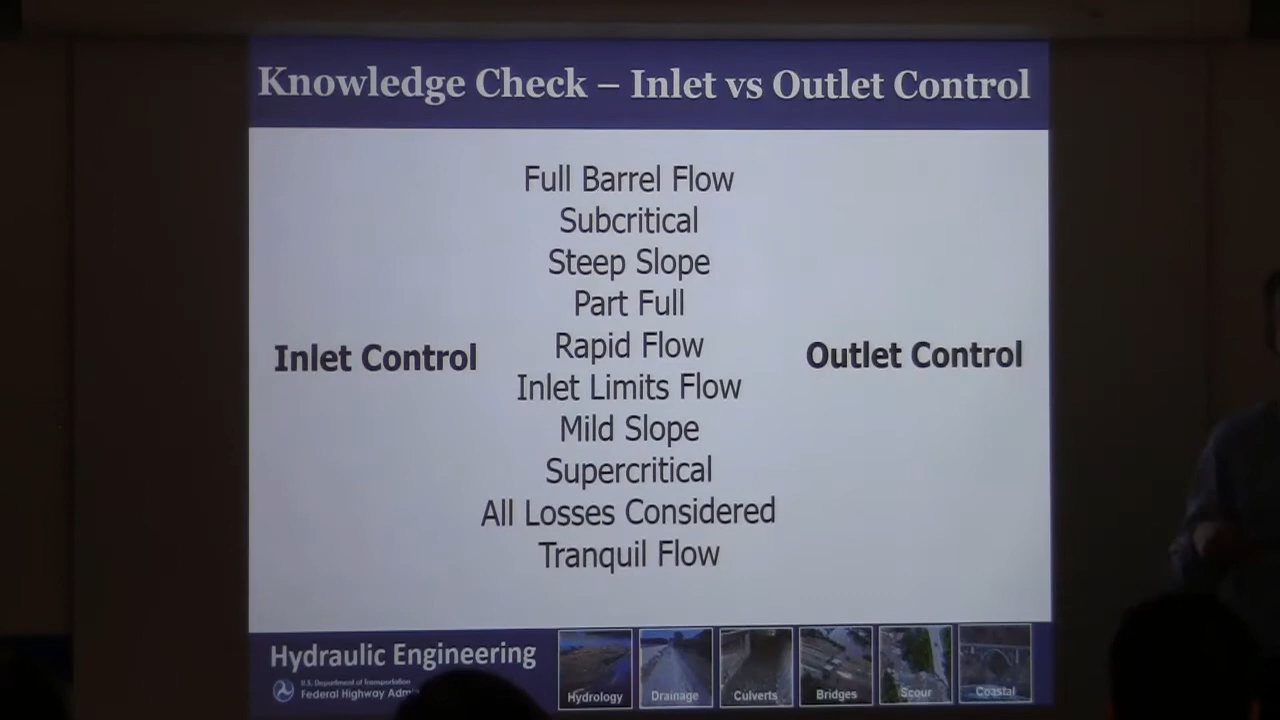 Knowledge Check – Inlet vs Outlet Control
Full Barrel Flow
Subcritical
Steep Slope
Part Full
Rapid Flow
Inlet Control
Outlet Control
Inlet Limits Flow
Mild Slope
Supercritical
All Losses Considered
Tranquil Flow
Hydraulic Engineering
U.S. Department of Transportation
Federal Highway
Hydrology
Drainage
Culverts
Bridges
Scour
Coastal